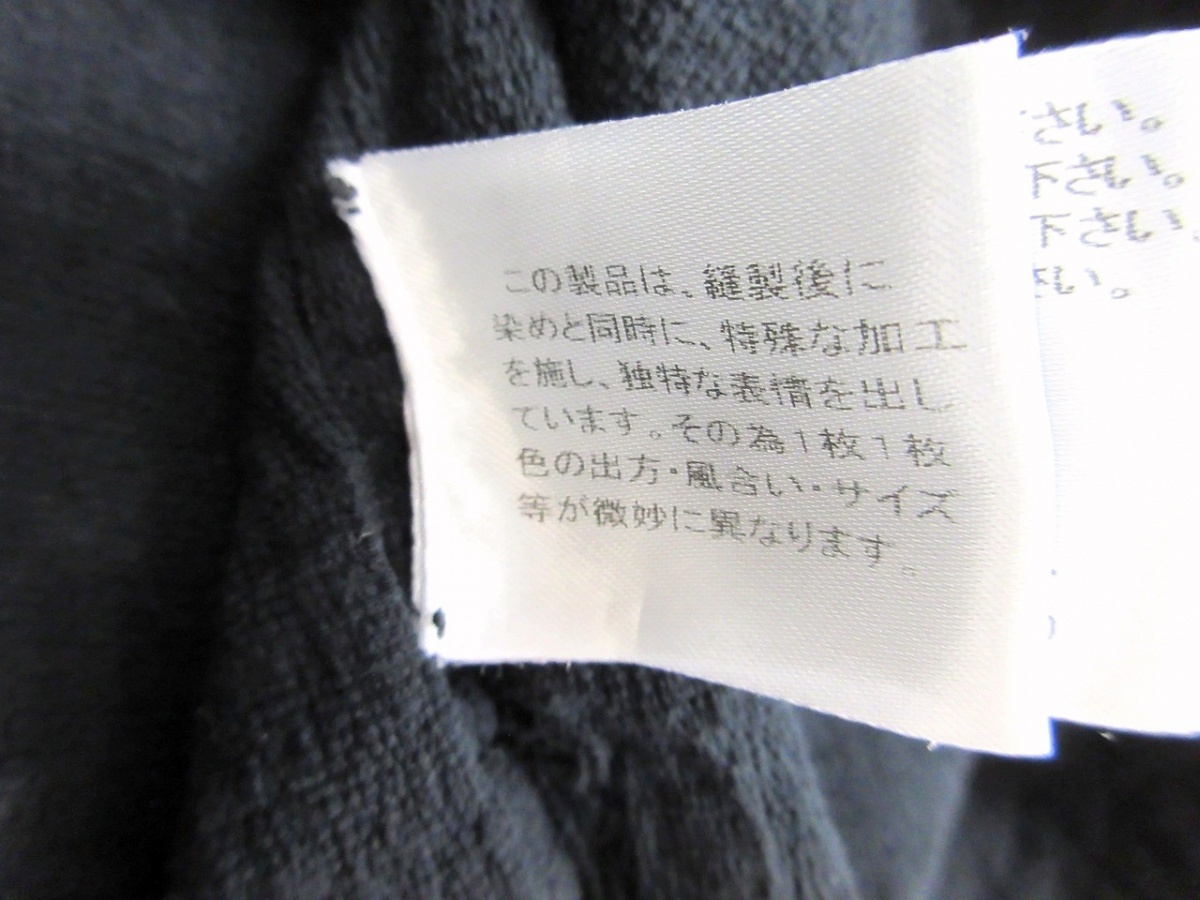 この製品は、縫製後に
染めと同時に、特殊な加工
を施し、独特な表情を出し
ています。その為1枚1枚
色の出方・風合い・サイズ
等が微妙に異なります。
さい。
下さい。
下さい
さい。